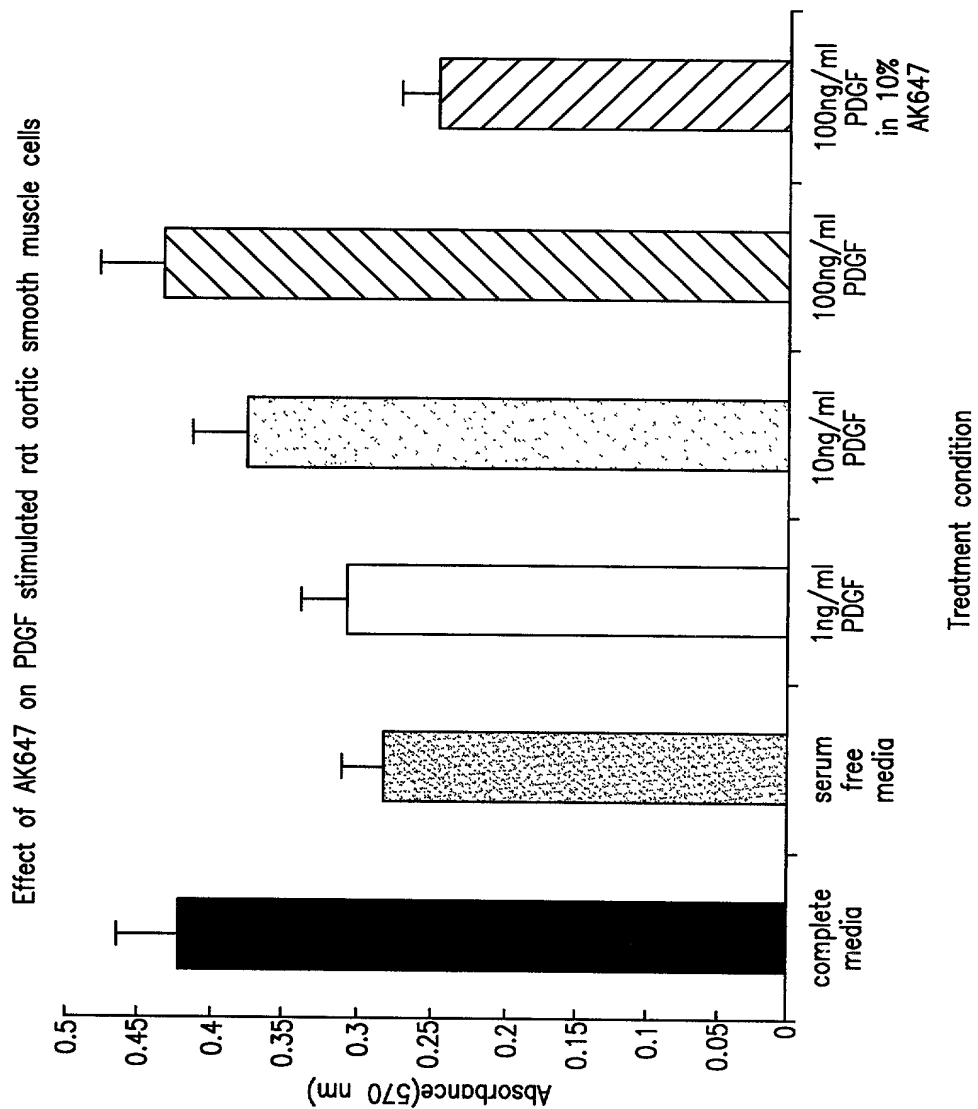 Effect of AK647 on PDGF stimulated rat aortic smooth muscle cells
Absorbance(570 nm)
0.5
0.45
0.4
0.35
0.3
0.25
0.2
0.15
0.1
0.05
0
complete
media
serum
free
media
1ng/ml
PDGF
10ng/ml
PDGF
100ng/ml
PDGF
100ng/ml
PDGF
in 10%
AK647
Treatment condition